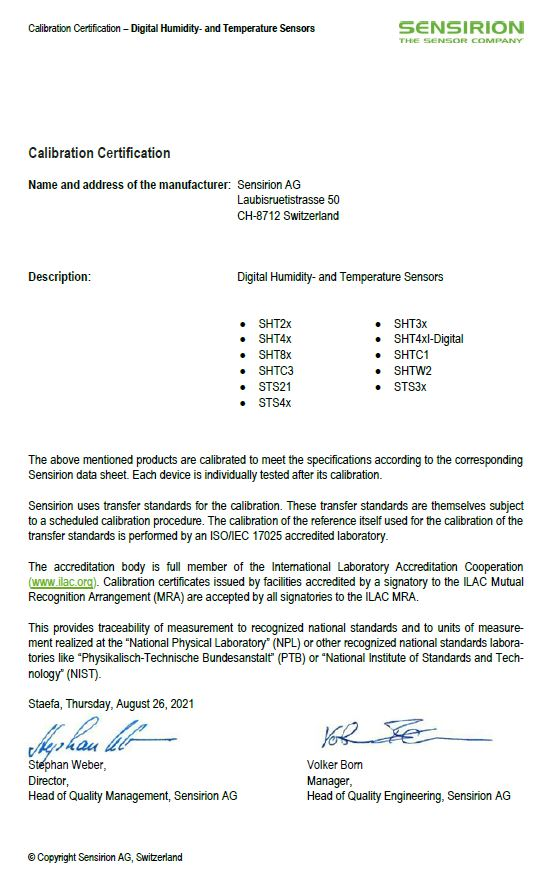 Calibration Certification – Digital Humidity- and Temperature Sensors
SENSIRION
THE SENSOR COMPANY
Calibration Certification
Name and address of the manufacturer: Sensirion AG
Laubisruetistrasse 50
CH-8712 Switzerland
Description: Digital Humidity- and Temperature Sensors
• SHT2x • SHT3x
• SHT4x • SHT4xI-Digital
• SHT8x • SHTC1
• SHTC3 • SHTW2
• STS21 • STS3x
• STS4x
The above mentioned products are calibrated to meet the specifications according to the corresponding
Sensirion data sheet. Each device is individually tested after its calibration.
Sensirion uses transfer standards for the calibration. These transfer standards are themselves subject
to a scheduled calibration procedure. The calibration of the reference itself used for the calibration of the
transfer standards is performed by an ISO/IEC 17025 accredited laboratory.
The accreditation body is full member of the International Laboratory Accreditation Cooperation
(www.ilac.org). Calibration certificates issued by facilities accredited by a signatory to the ILAC Mutual
Recognition Arrangement (MRA) are accepted by all signatories to the ILAC MRA.
This provides traceability of measurement to recognized national standards and to units of measure-
ment realized at the “National Physical Laboratory” (NPL) or other recognized national standards labora-
tories like “Physikalisch-Technische Bundesanstalt” (PTB) or “National Institute of Standards and Tech-
nology” (NIST).
Staefa, Thursday, August 26, 2021
Stephan Weber,
Director,
Head of Quality Management, Sensirion AG
Volker Born
Manager,
Head of Quality Engineering, Sensirion AG
© Copyright Sensirion AG, Switzerland